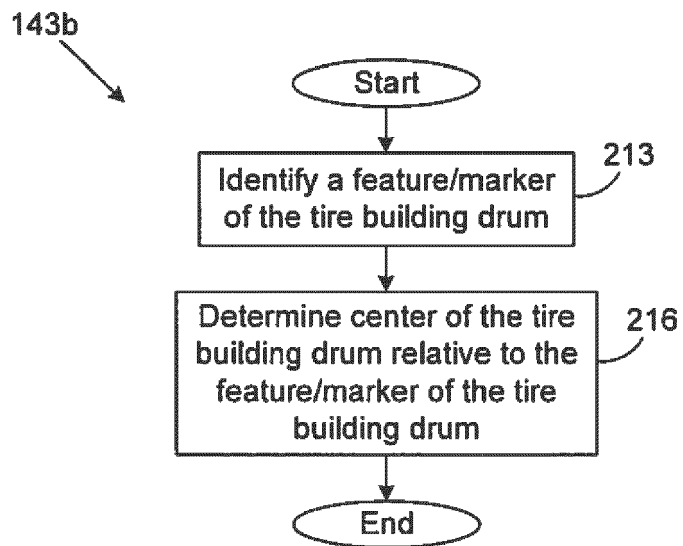 143b
Start
213
Identify a feature/marker
of the tire building drum
216
Determine center of the tire
building drum relative to the
feature/marker of the tire
building drum
End